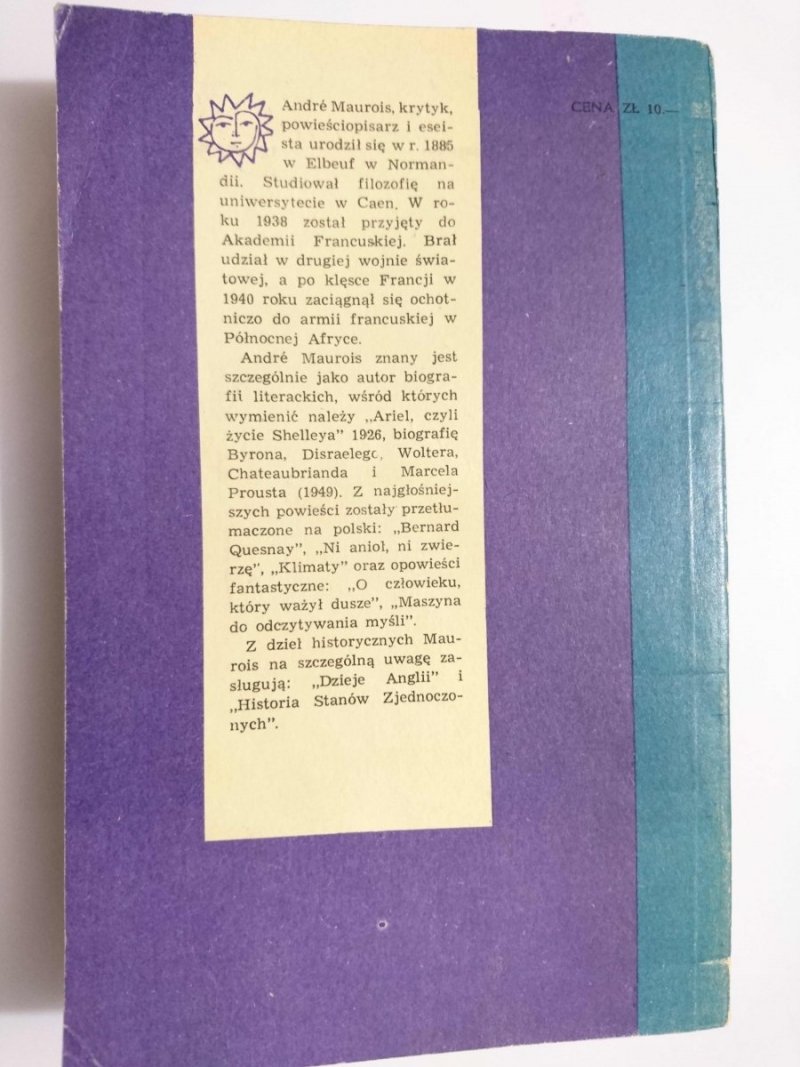 André Maurois, krytyk,
powieściopisarz i esei-
sta urodził się w r. 1885
w Elbeuf w Norman-
dii. Studiował filozofię na
uniwersytecie w Caen. W ro-
ku 1938 został przyjęty do
Akademii Francuskiej. Brał
udział w drugiej wojnie świa-
towej, a po klęsce Francji w
1940 roku zaciągnął się ochot-
niczo do armii francuskiej w
Północnej Afryce.
André Maurois znany jest
szczególnie jako autor biogra-
fii literackich, wśród których
wymienić należy „Ariel, czyli
życie Shelleya" 1926, biografię
Byrona, Disraelego, Woltera,
Chateaubrianda i Marcela
Prousta (1949). Z najgłośniej-
szych powieści zostały przetłu-
maczone na polski: „Bernard
Quesnay", „Ni anioł, ni zwie-
rzę", „Klimaty" oraz opowieści
fantastyczne: „O człowieku,
który ważył dusze", „Maszyna
do odczytywania myśli".
Z dzieł historycznych Mau-
rois na szczególną uwagę za-
sługują: „Dzieje Anglii" i
„Historia Stanów Zjednoczo-
nych".
CENA ZŁ 10.—